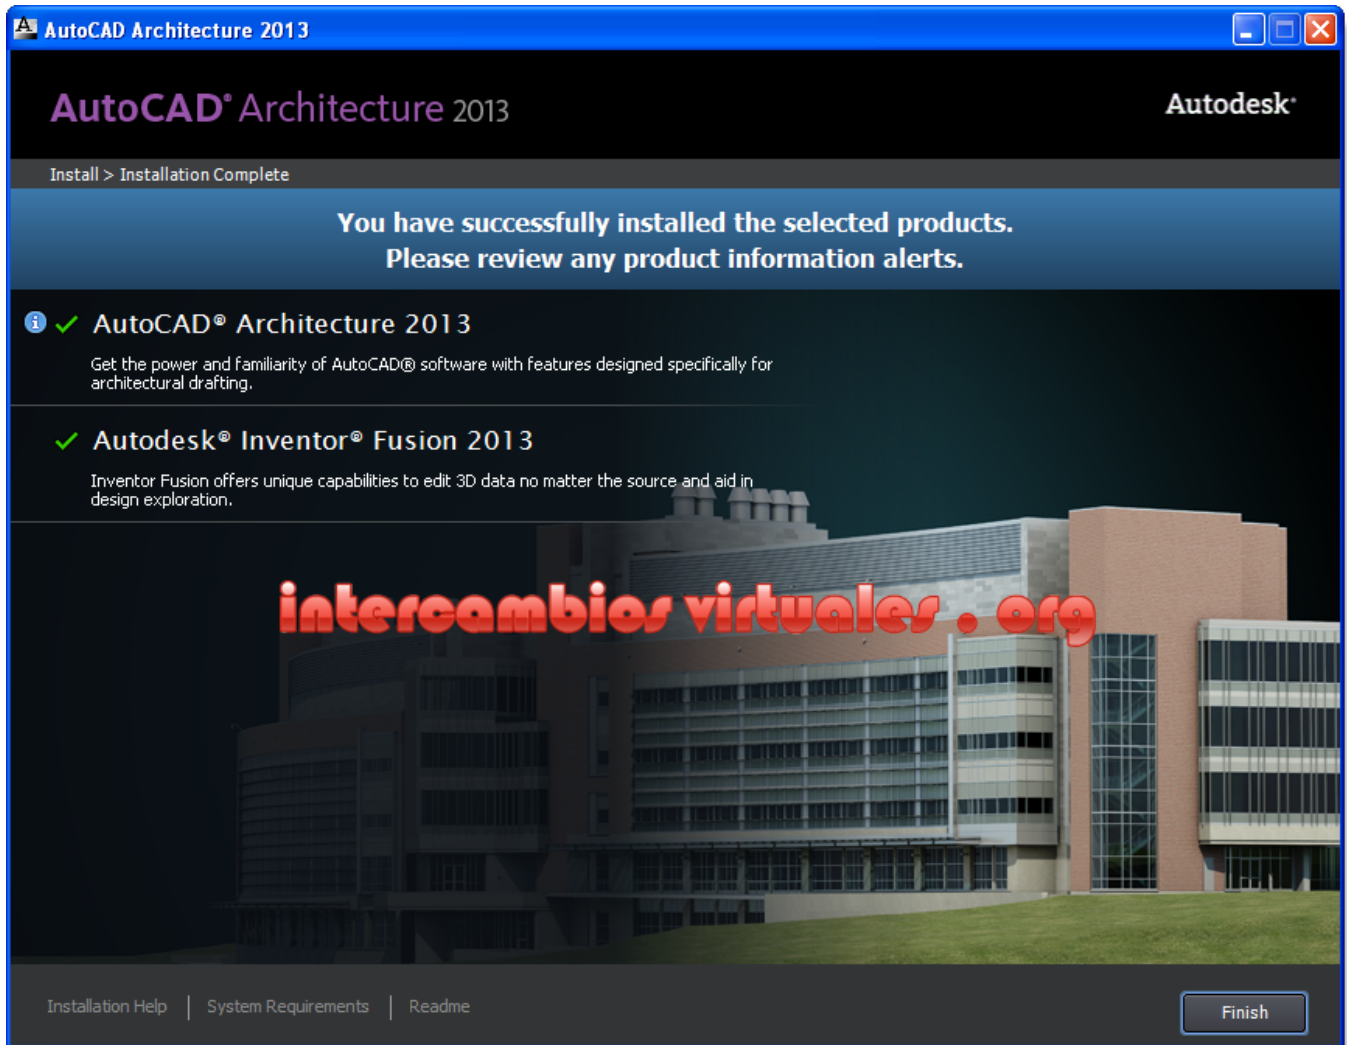 AutoCAD Architecture 2013
AutoCAD® Architecture 2013
Autodesk®
Install > Installation Complete
You have successfully installed the selected products.
Please review any product information alerts.
AutoCAD® Architecture 2013
Get the power and familiarity of AutoCAD® software with features designed specifically for
architectural drafting.
Autodesk® Inventor® Fusion 2013
Inventor Fusion offers unique capabilities to edit 3D data no matter the source and aid in
design exploration.
intercambios virtuales . org
Installation Help | System Requirements | Readme
Finish